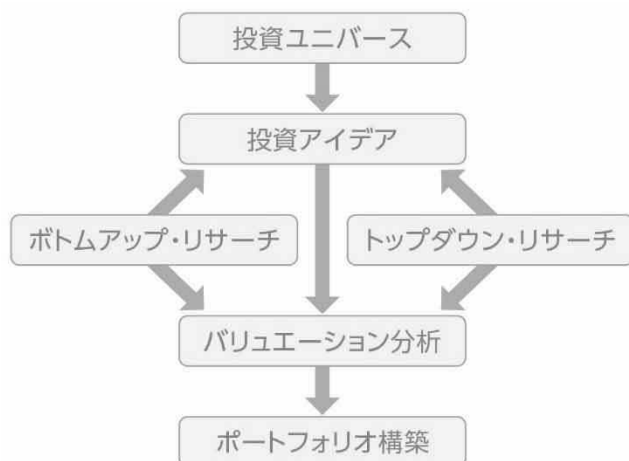 投資ユニバース
投資アイデア
ボトムアップ・リサーチ
トップダウン・リサーチ
バリュエーション分析
ポートフォリオ構築